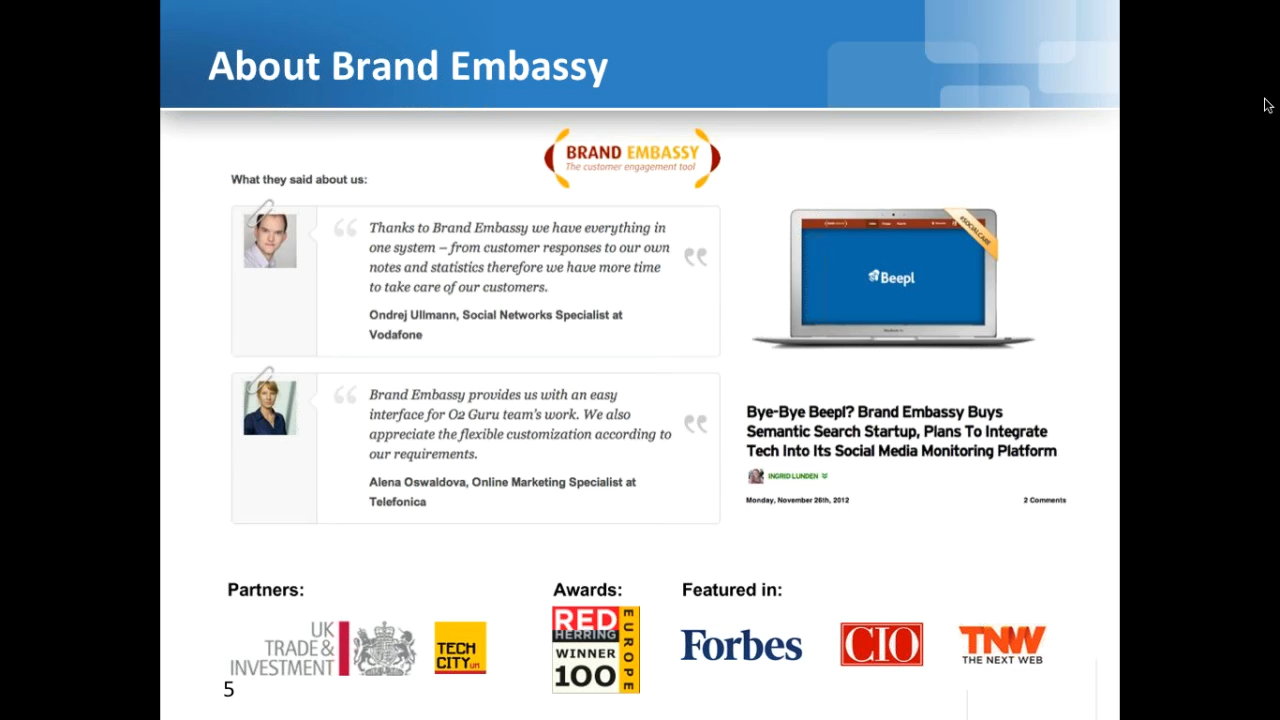 About Brand Embassy
BRAND EMBASSY
The customer engagement tool
What they said about us:
Thanks to Brand Embassy we have everything in
one system – from customer responses to our own
notes and statistics therefore we have more time
to take care of our customers.
Ondrej Ullmann, Social Networks Specialist at
Vodafone
Brand Embassy provides us with an easy
interface for O2 Guru team's work. We also
appreciate the flexible customization according to
our requirements.
Alena Oswaldova, Online Marketing Specialist at
Telefonica
#SOCIALCARE
Beepl
Bye-Bye Beepl? Brand Embassy Buys
Semantic Search Startup, Plans To Integrate
Tech Into Its Social Media Monitoring Platform
INGRID LUNDEN
Monday, November 26th, 2012 2 Comments
Partners:
UK
TRADE &
INVESTMENT
TECH
CITY
Awards:
RED
HERRING
WINNER
100
EUROPE
Featured in:
Forbes
CIO
TNW
THE NEXT WEB
5